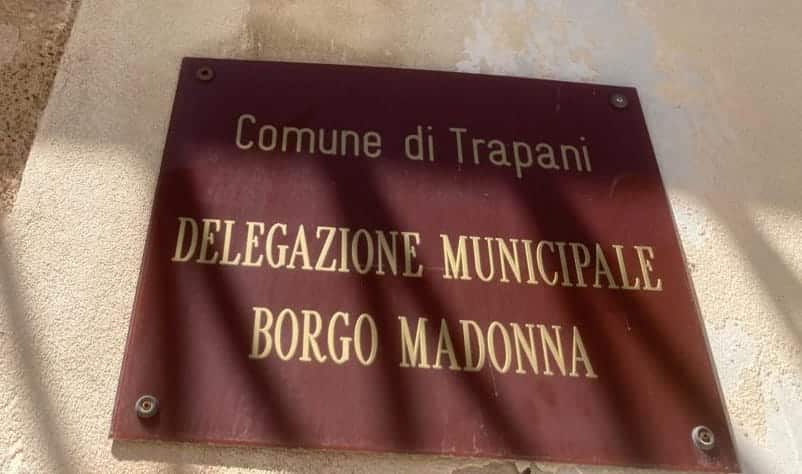 Comune di Trapani
DELEGAZIONE MUNICIPALE
BORGO MADONNA